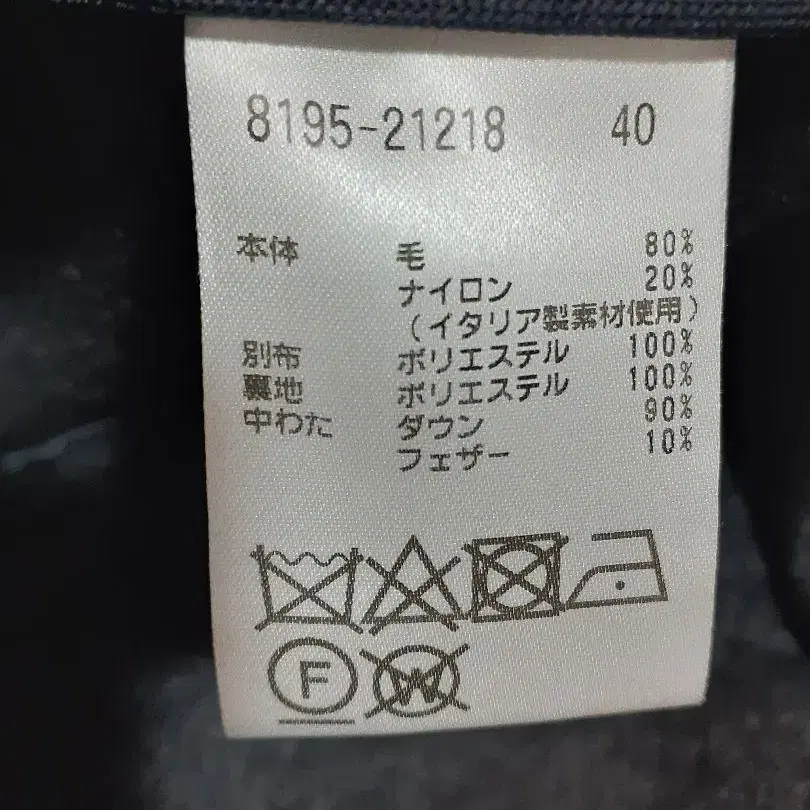 8195-21218 40
本体 毛 80%
ナイロン 20%
(イタリア製素材使用)
別布 ポリエステル 100%
裏地 ポリエステル 100%
中わた ダウン 90%
フェザー 10%
F W